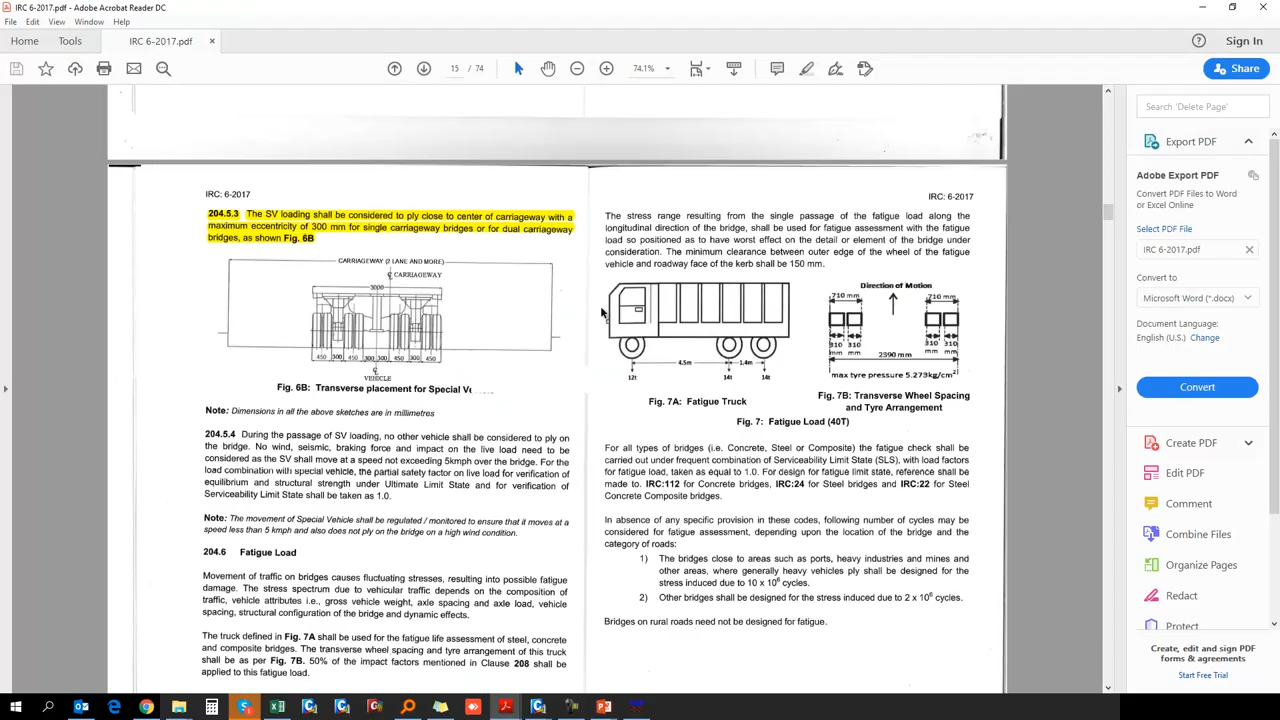 IRC 6-2017.pdf - Adobe Acrobat Reader DC
File Edit View Window Help
Home Tools IRC 6-2017.pdf × Sign In
15 / 74 74.1% Share
Search 'Delete Page'
Export PDF
Adobe Export PDF
Convert PDF Files to Word
or Excel Online
Select PDF File
IRC 6-2017.pdf
Convert to
Microsoft Word (*.docx)
Document Language:
English (U.S.) Change
Convert
Create PDF
Edit PDF
Comment
Combine Files
Organize Pages
Redact
Protect
Create, edit and sign PDF
forms & agreements
Start Free Trial
IRC: 6-2017
204.5.3 The SV loading shall be considered to ply close to center of carriageway with a
maximum eccentricity of 300 mm for single carriageway bridges or for dual carriageway
bridges, as shown Fig. 6B
CARRIAGEWAY (2 LANE AND MORE)
℄ CARRIAGEWAY
3000
450 300 450 300 300 450 300 450
℄
VEHICLE
Fig. 6B: Transverse placement for Special
Note: Dimensions in all the above sketches are in millimetres
204.5.4 During the passage of SV loading, no other vehicle shall be considered to ply on
the bridge. No wind, seismic, braking force and impact on the live load need to be
considered as the SV shall move at a speed not exceeding 5kmph over the bridge. For the
load combination with special vehicle, the partial safety factor on live load for verification of
equilibrium and structural strength under Ultimate Limit State and for verification of
Serviceability Limit State shall be taken as 1.0.
Note: The movement of Special Vehicle shall be regulated / monitored to ensure that it moves at a
speed less than 5 kmph and also does not ply on the bridge on a high wind condition.
204.6 Fatigue Load
Movement of traffic on bridges causes fluctuating stresses, resulting into possible fatigue
damage. The stress spectrum due to vehicular traffic depends on the composition of
traffic, vehicle attributes i.e., gross vehicle weight, axle spacing and axle load, vehicle
spacing, structural configuration of the bridge and dynamic effects.
The truck defined in Fig. 7A shall be used for the fatigue life assessment of steel, concrete
and composite bridges. The transverse wheel spacing and tyre arrangement of this truck
shall be as per Fig. 7B. 50% of the impact factors mentioned in Clause 208 shall be
applied to this fatigue load.
IRC: 6-2017
The stress range resulting from the single passage of the fatigue load along the
longitudinal direction of the bridge, shall be used for fatigue assessment with the fatigue
load so positioned as to have worst effect on the detail or element of the bridge under
consideration. The minimum clearance between outer edge of the wheel of the fatigue
vehicle and roadway face of the kerb shall be 150 mm.
4.5m 1.4m
12t 14t 14t
Fig. 7A: Fatigue Truck
Direction of Motion
710 mm 710 mm
310 310 310 310
mm mm mm mm
2390 mm
max tyre pressure 5.273kg/cm²
Fig. 7B: Transverse Wheel Spacing
and Tyre Arrangement
Fig. 7: Fatigue Load (40T)
For all types of bridges (i.e. Concrete, Steel or Composite) the fatigue check shall be
carried out under frequent combination of Serviceability Limit State (SLS), with load factors
for fatigue load, taken as equal to 1.0. For design for fatigue limit state, reference shall be
made to. IRC:112 for Concrete bridges, IRC:24 for Steel bridges and IRC:22 for Steel
Concrete Composite bridges.
In absence of any specific provision in these codes, following number of cycles may be
considered for fatigue assessment, depending upon the location of the bridge and the
category of roads:
1) The bridges close to areas such as ports, heavy industries and mines and
other areas, where generally heavy vehicles ply shall be designed for the
stress induced due to 10 x 10⁶ cycles.
2) Other bridges shall be designed for the stress induced due to 2 x 10⁶ cycles.
Bridges on rural roads need not be designed for fatigue.